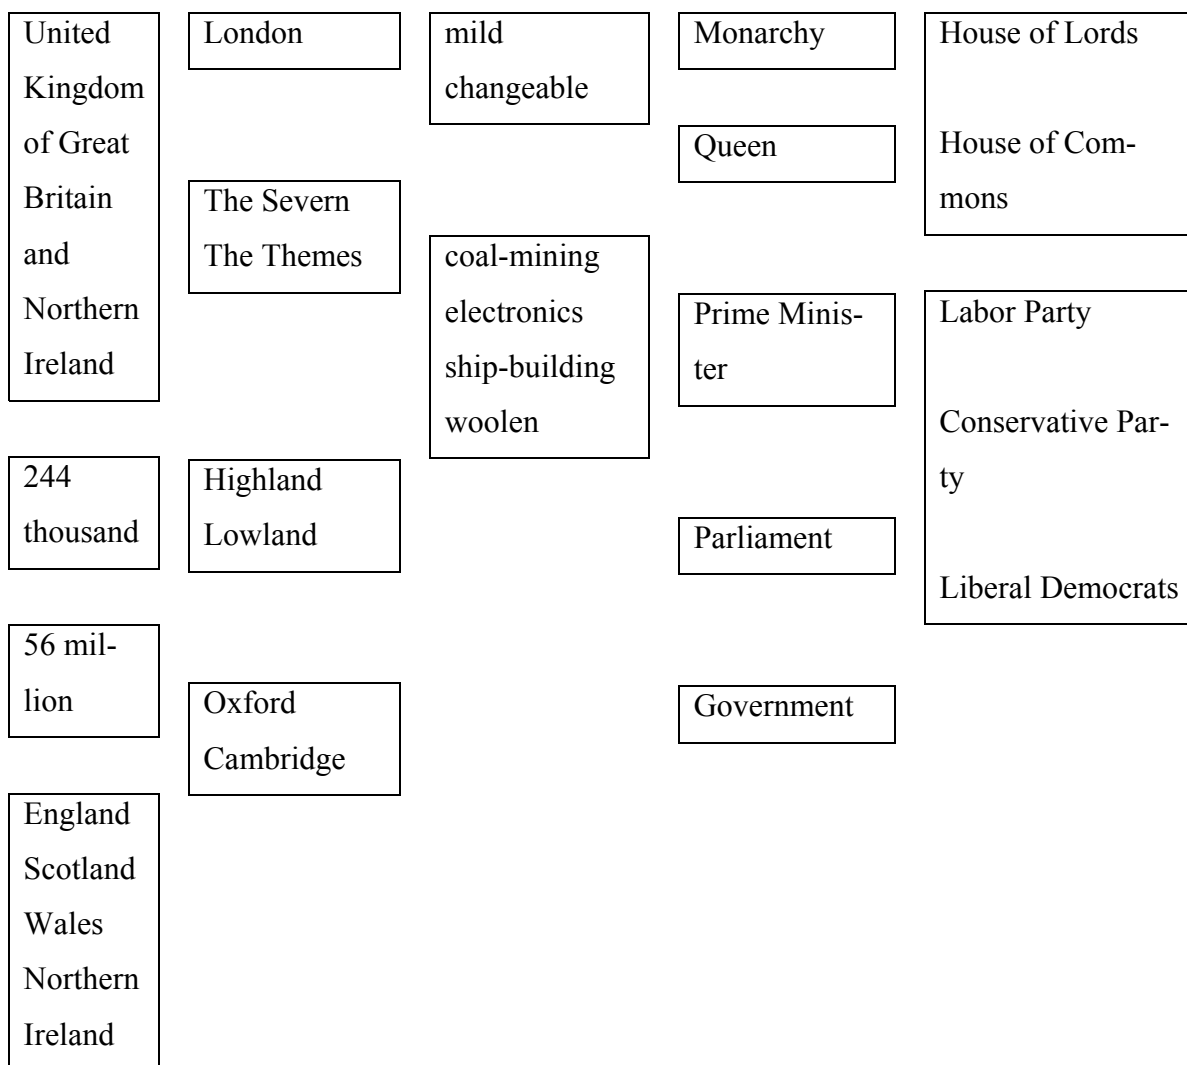 United
Kingdom
of Great
Britain
and
Northern
Ireland
244
thousand
56 mil-
lion
England
Scotland
Wales
Northern
Ireland
London
The Severn
The Themes
Highland
Lowland
Oxford
Cambridge
mild
changeable
coal-mining
electronics
ship-building
woolen
Monarchy
Queen
Prime Minis-
ter
Parliament
Government
House of Lords
House of Com-
mons
Labor Party
Conservative Par-
ty
Liberal Democrats